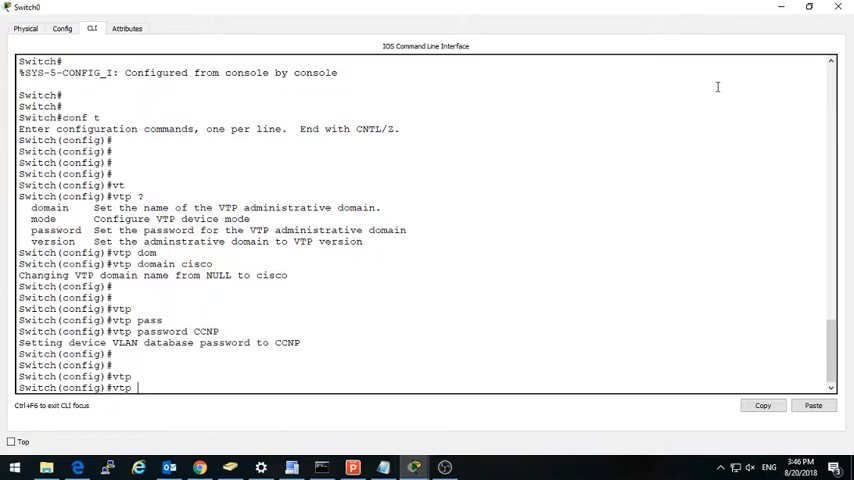 Switch0
Physical Config CLI Attributes
IOS Command Line Interface
Switch#
%SYS-5-CONFIG_I: Configured from console by console
Switch#
Switch#
Switch#conf t
Enter configuration commands, one per line.  End with CNTL/Z.
Switch(config)#
Switch(config)#
Switch(config)#
Switch(config)#
Switch(config)#vt
Switch(config)#vtp ?
domain    Set the name of the VTP administrative domain.
mode      Configure VTP device mode
password  Set the password for the VTP administrative domain
version   Set the adminstrative domain to VTP version
Switch(config)#vtp dom
Switch(config)#vtp domain cisco
Changing VTP domain name from NULL to cisco
Switch(config)#
Switch(config)#
Switch(config)#vtp
Switch(config)#vtp pass
Switch(config)#vtp password CCNP
Setting device VLAN database password to CCNP
Switch(config)#
Switch(config)#
Switch(config)#vtp
Switch(config)#vtp
Ctrl+F6 to exit CLI focus
Copy Paste
Top
ENG
3:46 PM
8/20/2018
3